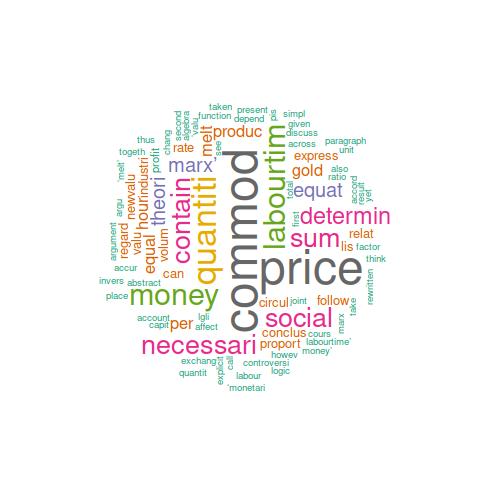 taken present
function depend
simpl
given
discuss
across
paragraph
unit
second
algebra
'valu
chang
thus
togeth
profit
rate
melt
produc
see
pis
express
also
ratio
gold
'melt'
industri
marx'
labourtim
equat
total
accord
result
yet
newvalu
hour
theori
contain
quantiti
commod
argu
first
determin
argument
regard
valu
equal
volum
sum
relat
lis
factor
think
accur
can
price
invers
abstract
rewritten
place
money
circul
joint
follow
take
account
per
lgli
social
marx
capit
affect
conclus
cours
necessari
proport
labourtime'
exchang
howev
money'
quantit
explicit
call
controversi
logic
labour
'monetari